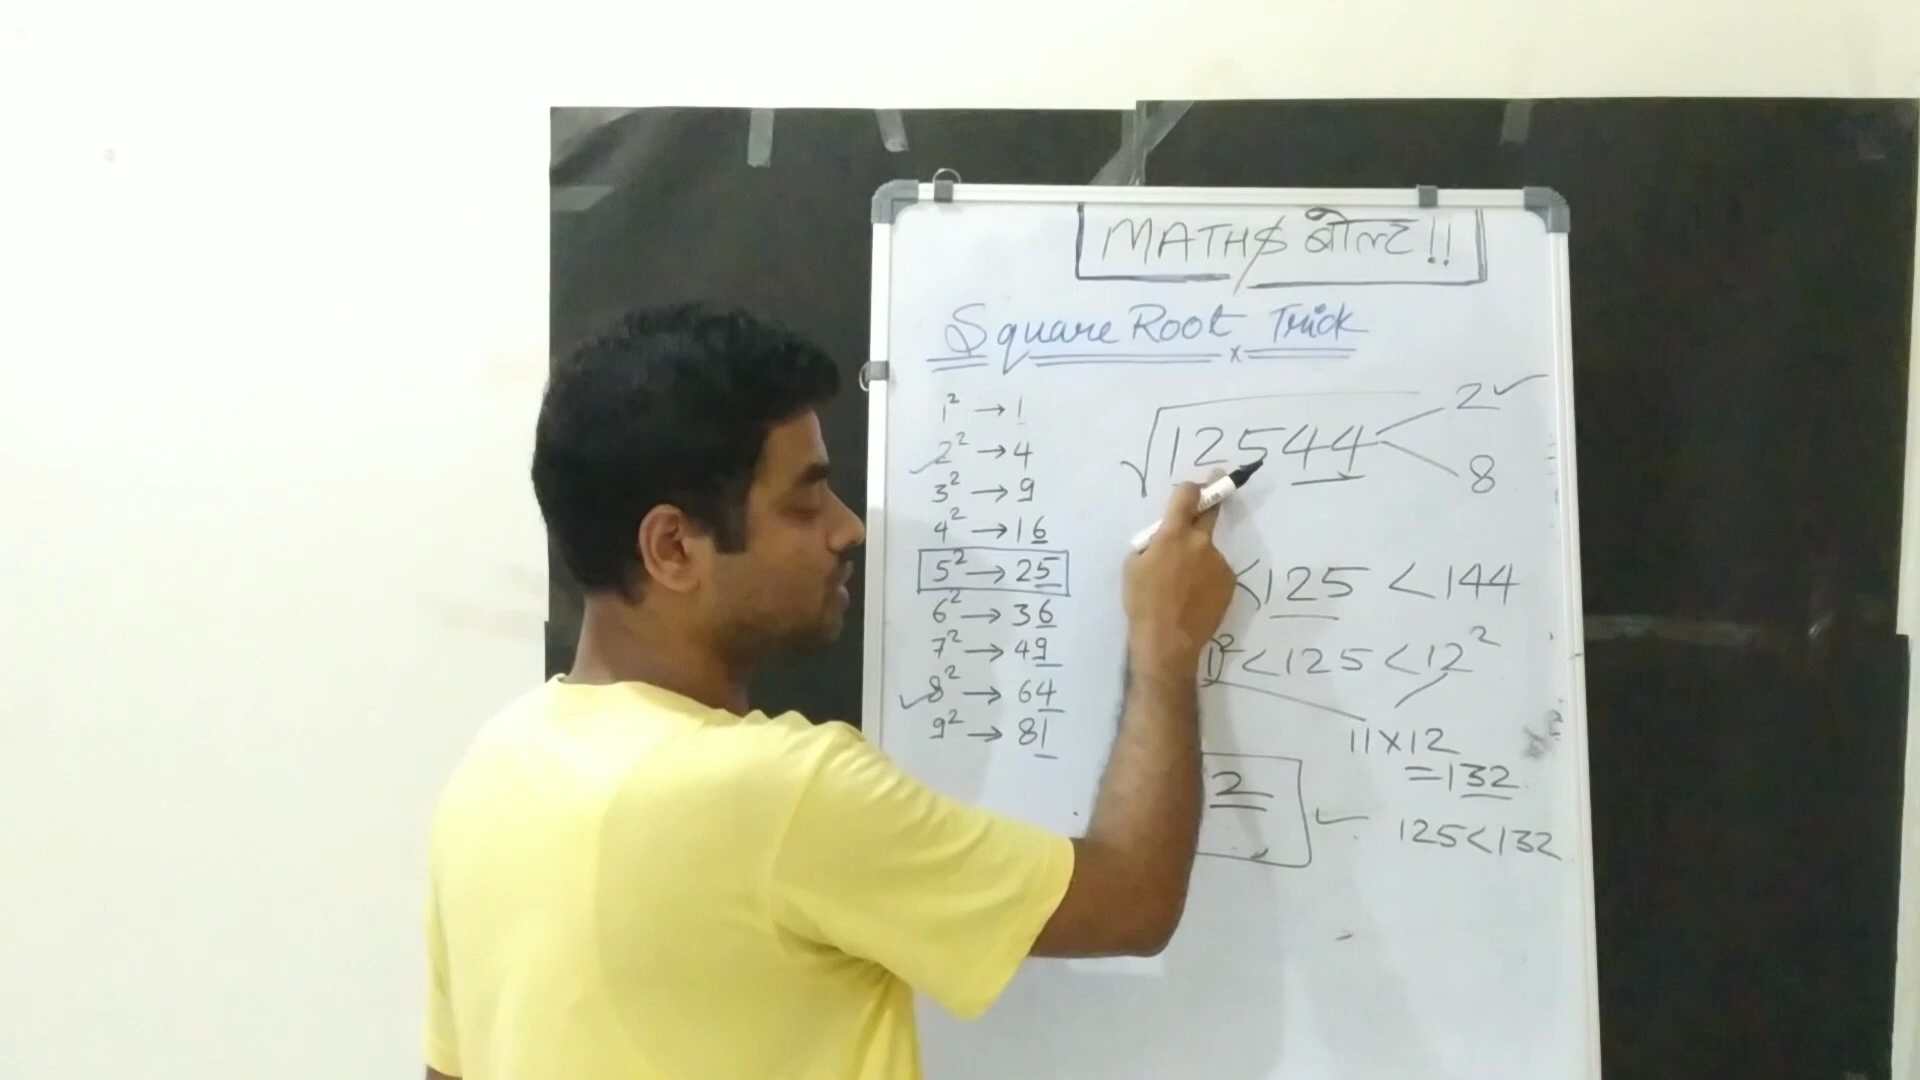 MATHS बोल्ट!!
Square Root Trick
x
1² → 1
2² → 4
3² → 9
4² → 16
5² → 25
6² → 36
7² → 49
8² → 64
9² → 81
√12544
2 ✓
8
< 125 < 144
1² < 125 < 12²
11 x 12
= 132
2 ✓
125 < 132